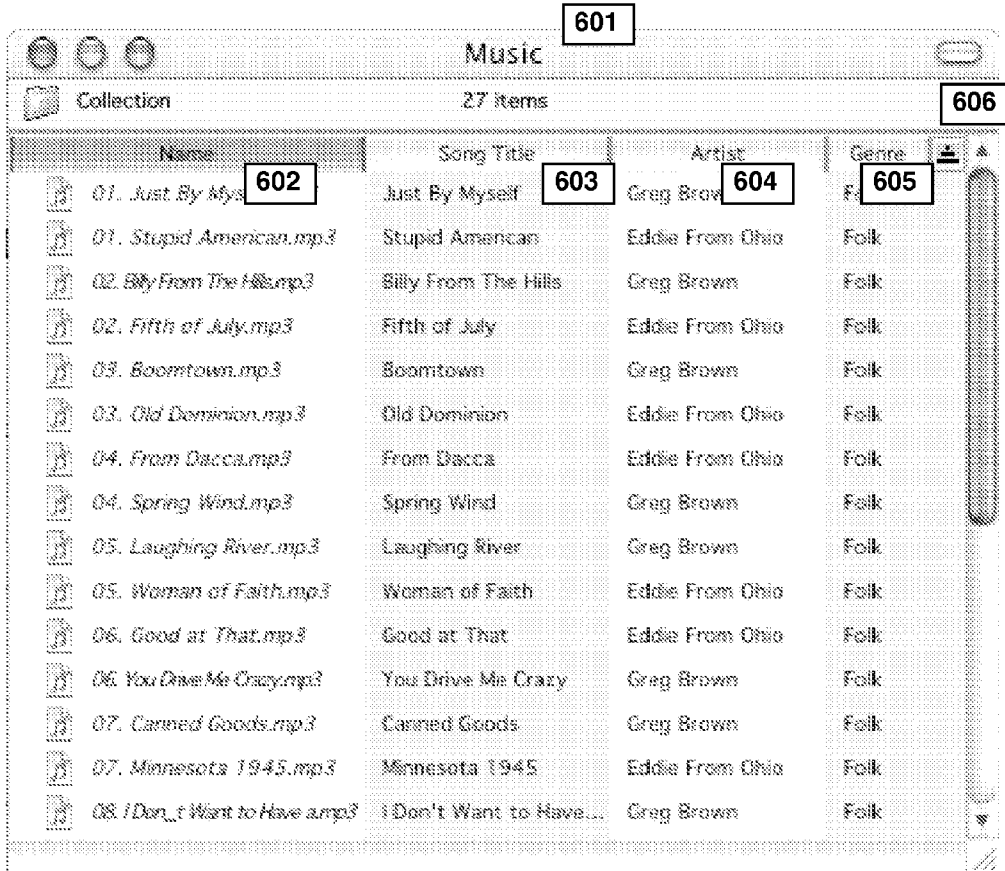 601
Music
Collection 27 items 606
Name Song Title Artist Genre
602 603 604 605
01. Just By Mys Just By Myself Greg Brow F
01. Stupid American.mp3 Stupid American Eddie From Ohio Folk
02. Billy From The Hills.mp3 Billy From The Hills Greg Brown Folk
02. Fifth of July.mp3 Fifth of July Eddie From Ohio Folk
03. Boomtown.mp3 Boomtown Greg Brown Folk
03. Old Dominion.mp3 Old Dominion Eddie From Ohio Folk
04. From Dacca.mp3 From Dacca Eddie From Ohio Folk
04. Spring Wind.mp3 Spring Wind Greg Brown Folk
05. Laughing River.mp3 Laughing River Greg Brown Folk
05. Woman of Faith.mp3 Woman of Faith Eddie From Ohio Folk
06. Good at That.mp3 Good at That Eddie From Ohio Folk
06. You Drive Me Crazy.mp3 You Drive Me Crazy Greg Brown Folk
07. Canned Goods.mp3 Canned Goods Greg Brown Folk
07. Minnesota 1945.mp3 Minnesota 1945 Eddie From Ohio Folk
08. I Don_t Want to Have a.mp3 I Don't Want to Have... Greg Brown Folk